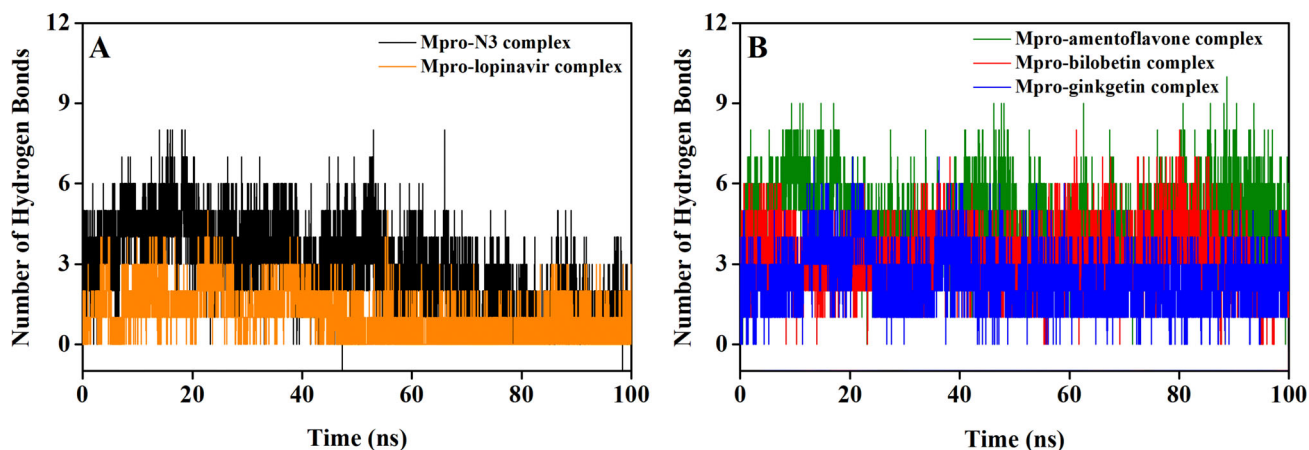 A
Mpro-N3 complex
Mpro-lopinavir complex
Number of Hydrogen Bonds
12
9
6
3
0
0 20 40 60 80 100
Time (ns)
B
Mpro-amentoflavone complex
Mpro-bilobetin complex
Mpro-ginkgetin complex
Number of Hydrogen Bonds
12
9
6
3
0
0 20 40 60 80 100
Time (ns)